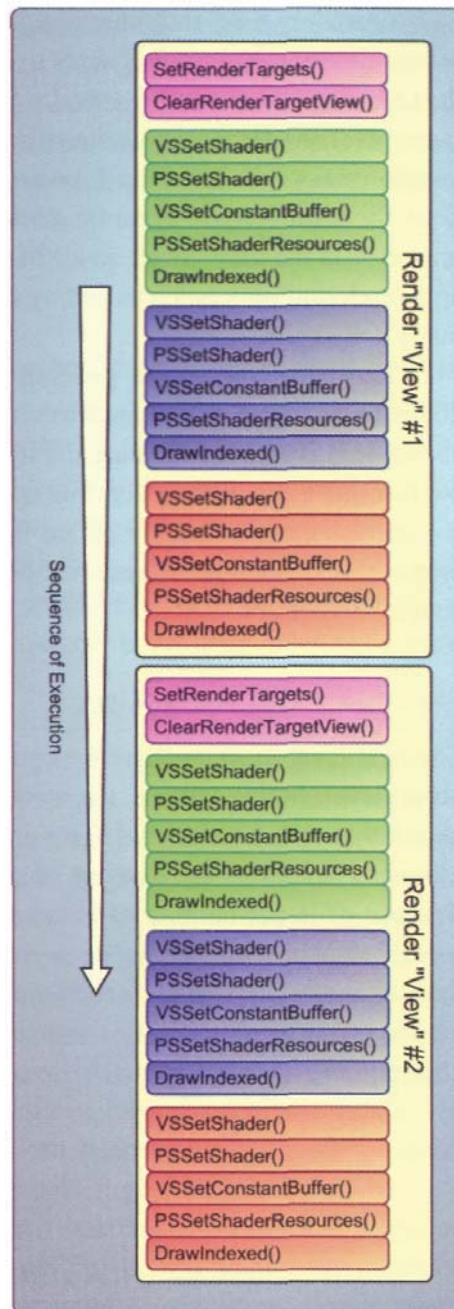 SetRenderTargets()
ClearRenderTargetView()
VSSetShader()
PSSetShader()
VSSetConstantBuffer()
PSSetShaderResources()
DrawIndexed()
VSSetShader()
PSSetShader()
VSSetConstantBuffer()
PSSetShaderResources()
DrawIndexed()
VSSetShader()
PSSetShader()
VSSetConstantBuffer()
PSSetShaderResources()
DrawIndexed()
Render "View" #1
Sequence of Execution
SetRenderTargets()
ClearRenderTargetView()
VSSetShader()
PSSetShader()
VSSetConstantBuffer()
PSSetShaderResources()
DrawIndexed()
VSSetShader()
PSSetShader()
VSSetConstantBuffer()
PSSetShaderResources()
DrawIndexed()
VSSetShader()
PSSetShader()
VSSetConstantBuffer()
PSSetShaderResources()
DrawIndexed()
Render "View" #2